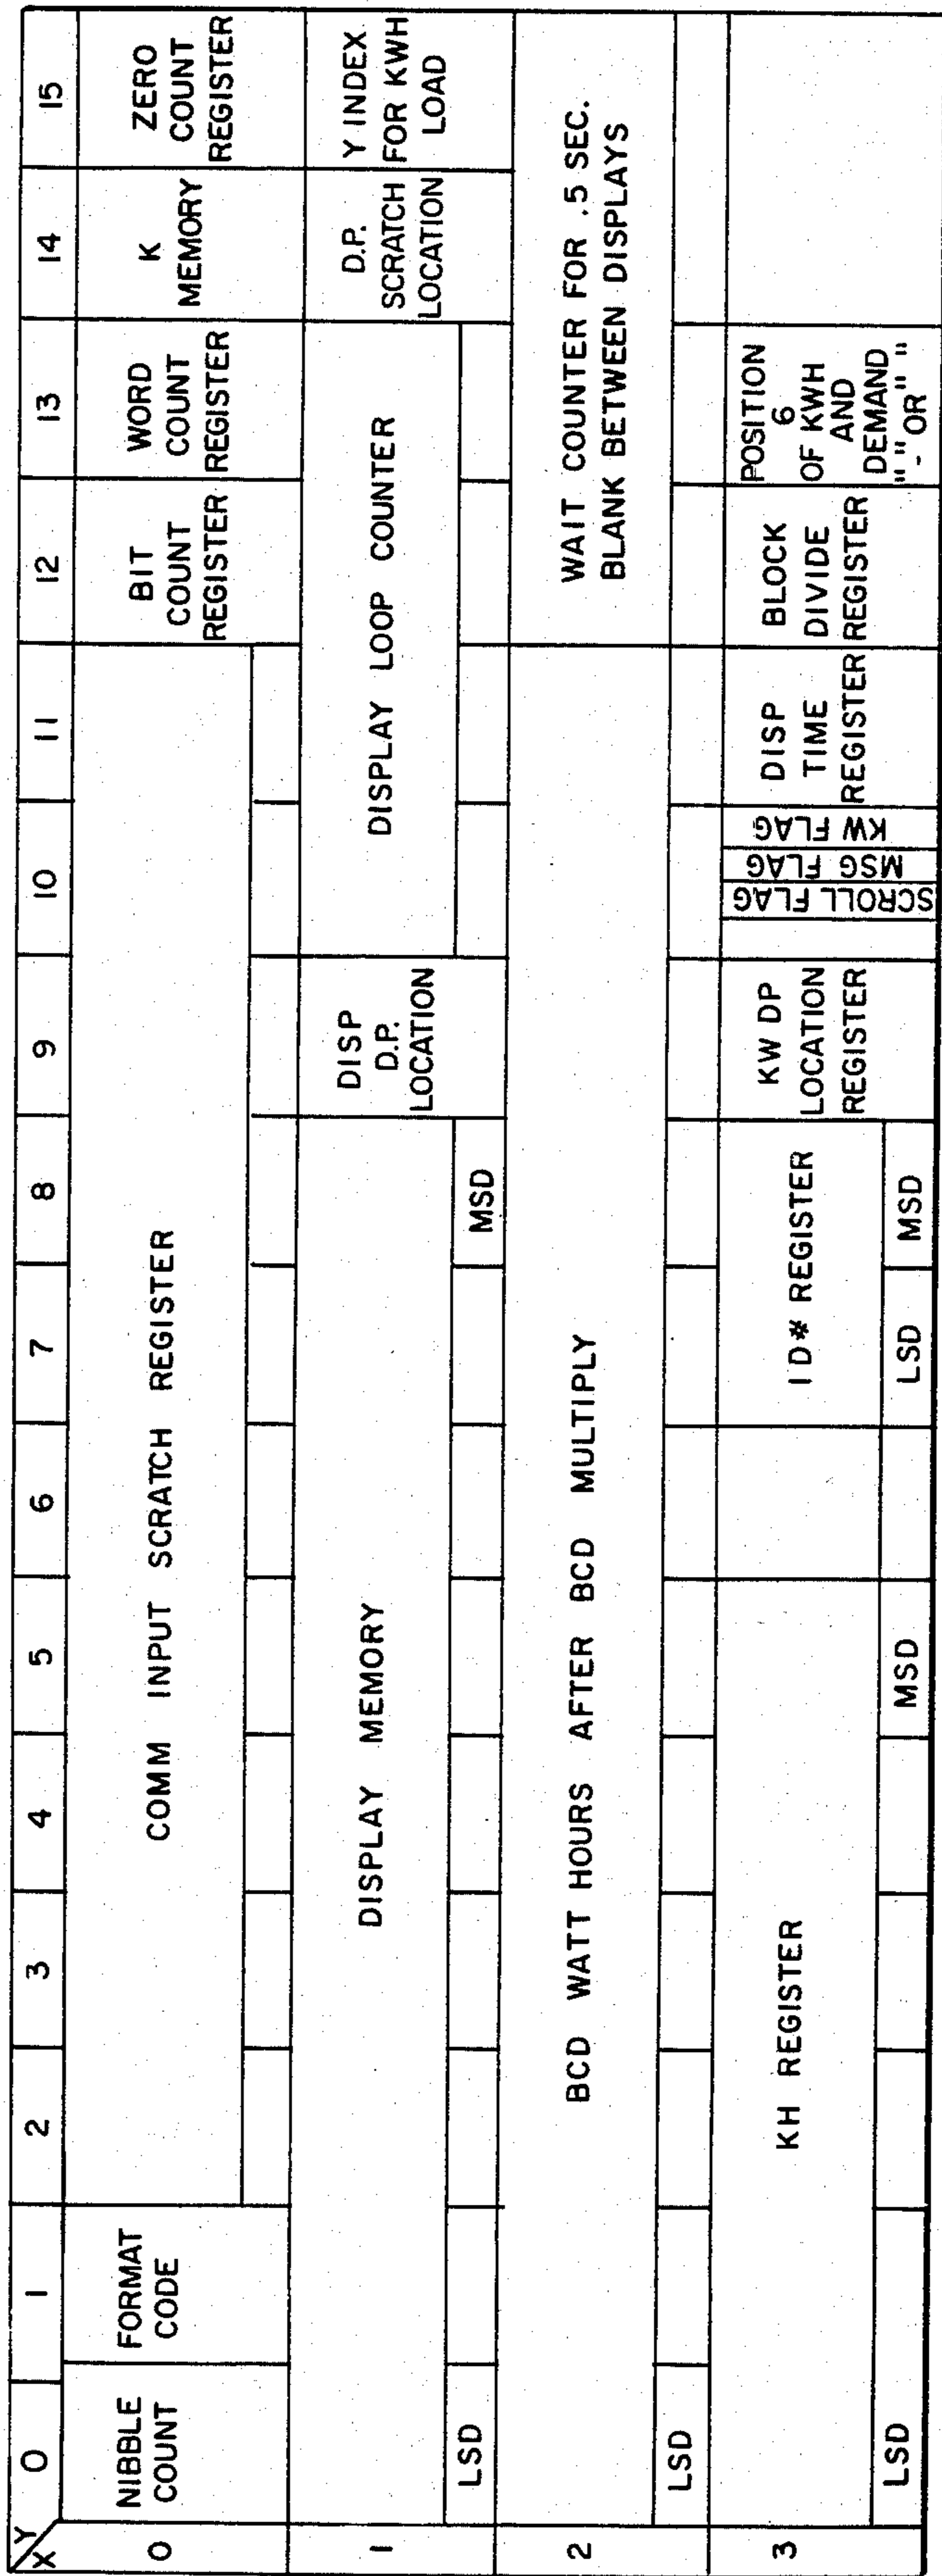 X Y 0 1 2 3 4 5 6 7 8 9 10 11 12 13 14 15
0
NIBBLE
COUNT
FORMAT
CODE
COMM INPUT SCRATCH REGISTER
BIT
COUNT
REGISTER
WORD
COUNT
REGISTER
K
MEMORY
ZERO
COUNT
REGISTER
1
DISPLAY MEMORY
LSD
MSD
DISP
D.P.
LOCATION
DISPLAY LOOP COUNTER
D.P.
SCRATCH
LOCATION
Y INDEX
FOR KWH
LOAD
2
BCD WATT HOURS AFTER BCD MULTIPLY
LSD
WAIT COUNTER FOR .5 SEC.
BLANK BETWEEN DISPLAYS
3
KH REGISTER
LSD
MSD
ID# REGISTER
LSD
MSD
KW DP
LOCATION
REGISTER
SCROLL FLAG
MSG FLAG
KW FLAG
DISP
TIME
REGISTER
BLOCK
DIVIDE
REGISTER
POSITION
6
OF KWH
AND
DEMAND
"-" OR " "